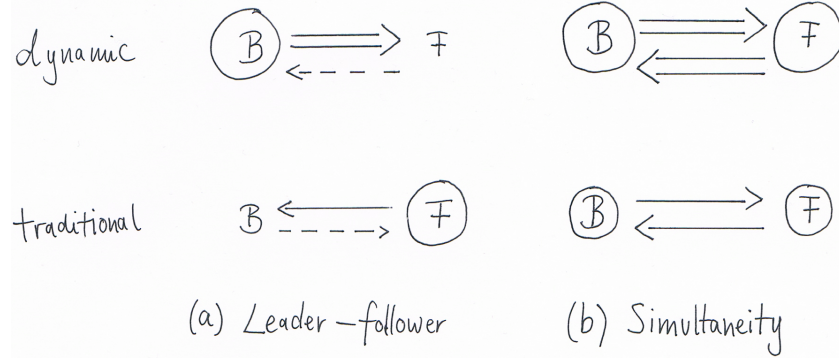 dynamic B F B F
traditional B F B F
(a) Leader-follower (b) Simultaneity